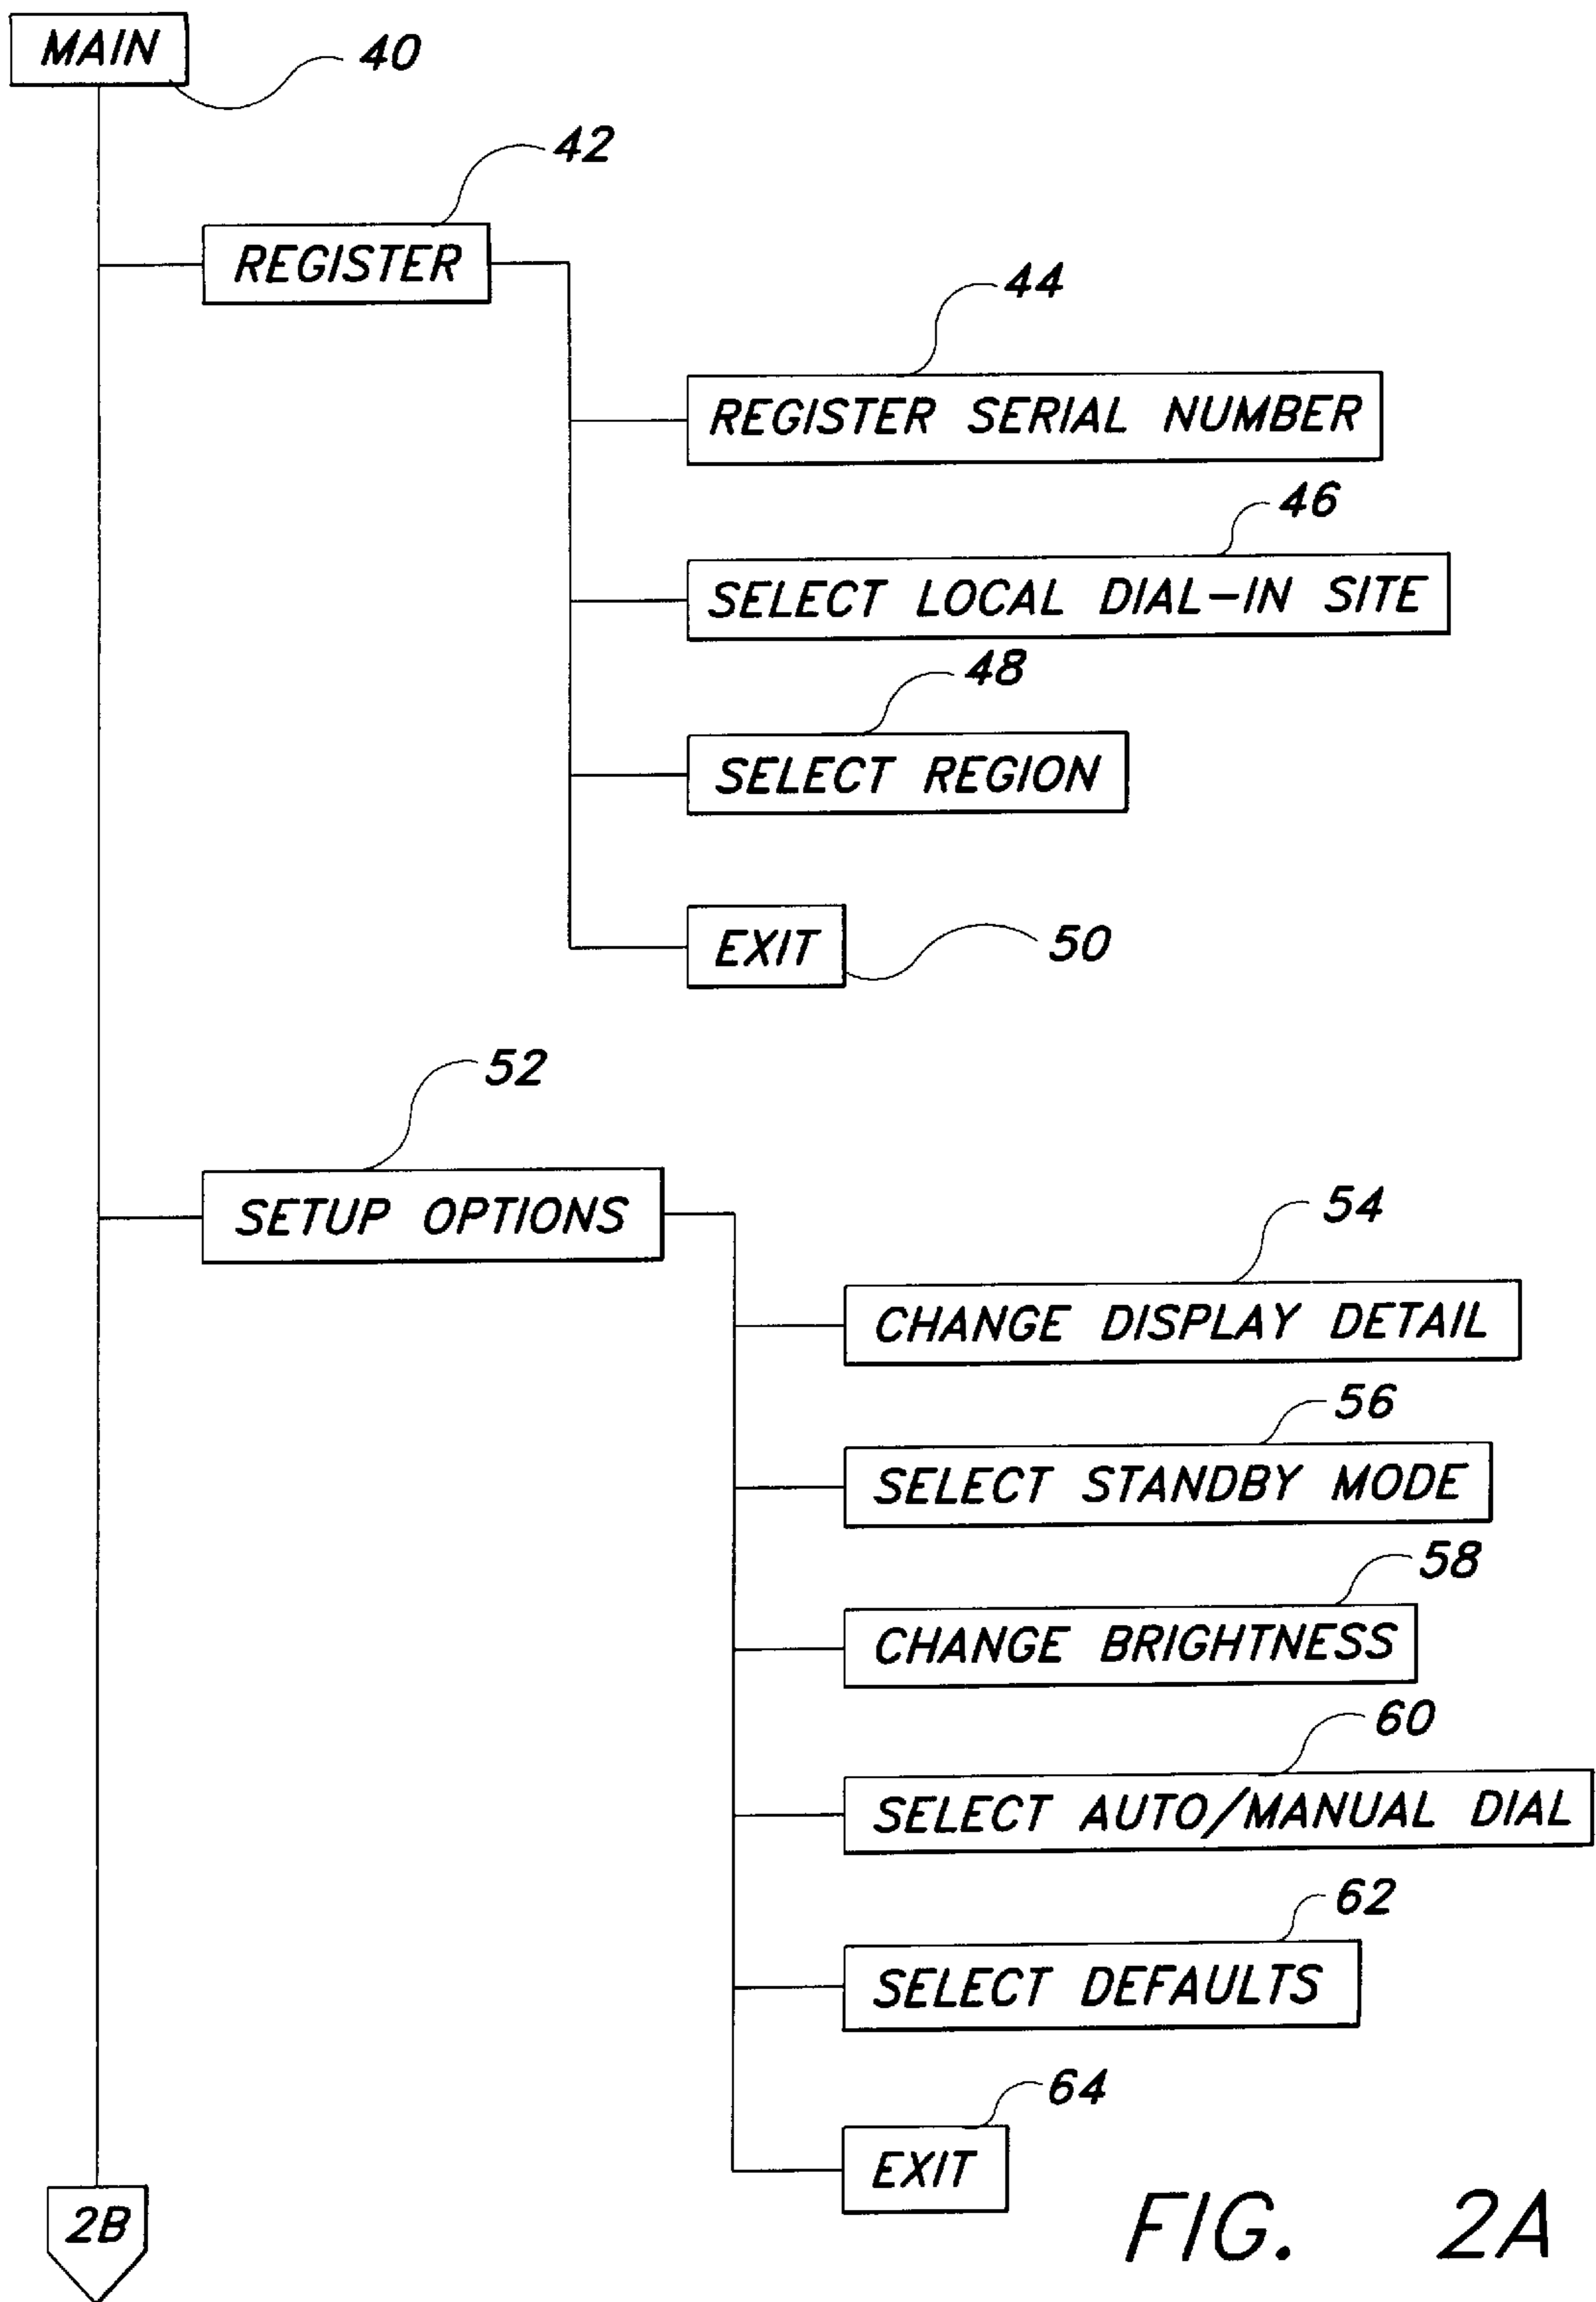 MAIN
40
42
REGISTER
44
REGISTER SERIAL NUMBER
46
SELECT LOCAL DIAL-IN SITE
48
SELECT REGION
EXIT
50
52
SETUP OPTIONS
54
CHANGE DISPLAY DETAIL
56
SELECT STANDBY MODE
58
CHANGE BRIGHTNESS
60
SELECT AUTO/MANUAL DIAL
62
SELECT DEFAULTS
64
EXIT
2B
FIG. 2A